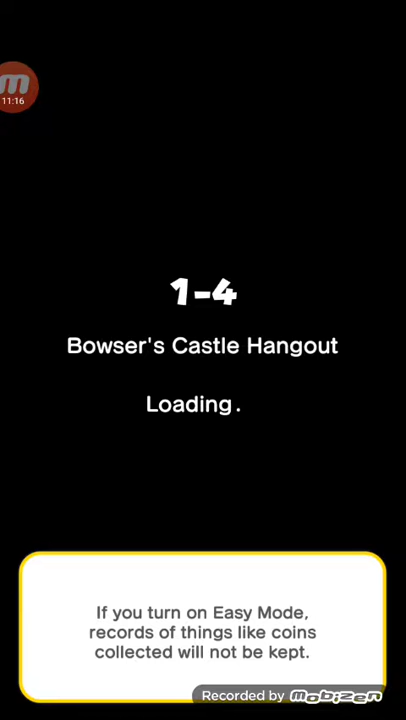 11:16
1-4
Bowser's Castle Hangout
Loading.
If you turn on Easy Mode,
records of things like coins
collected will not be kept.
Recorded by mobizen